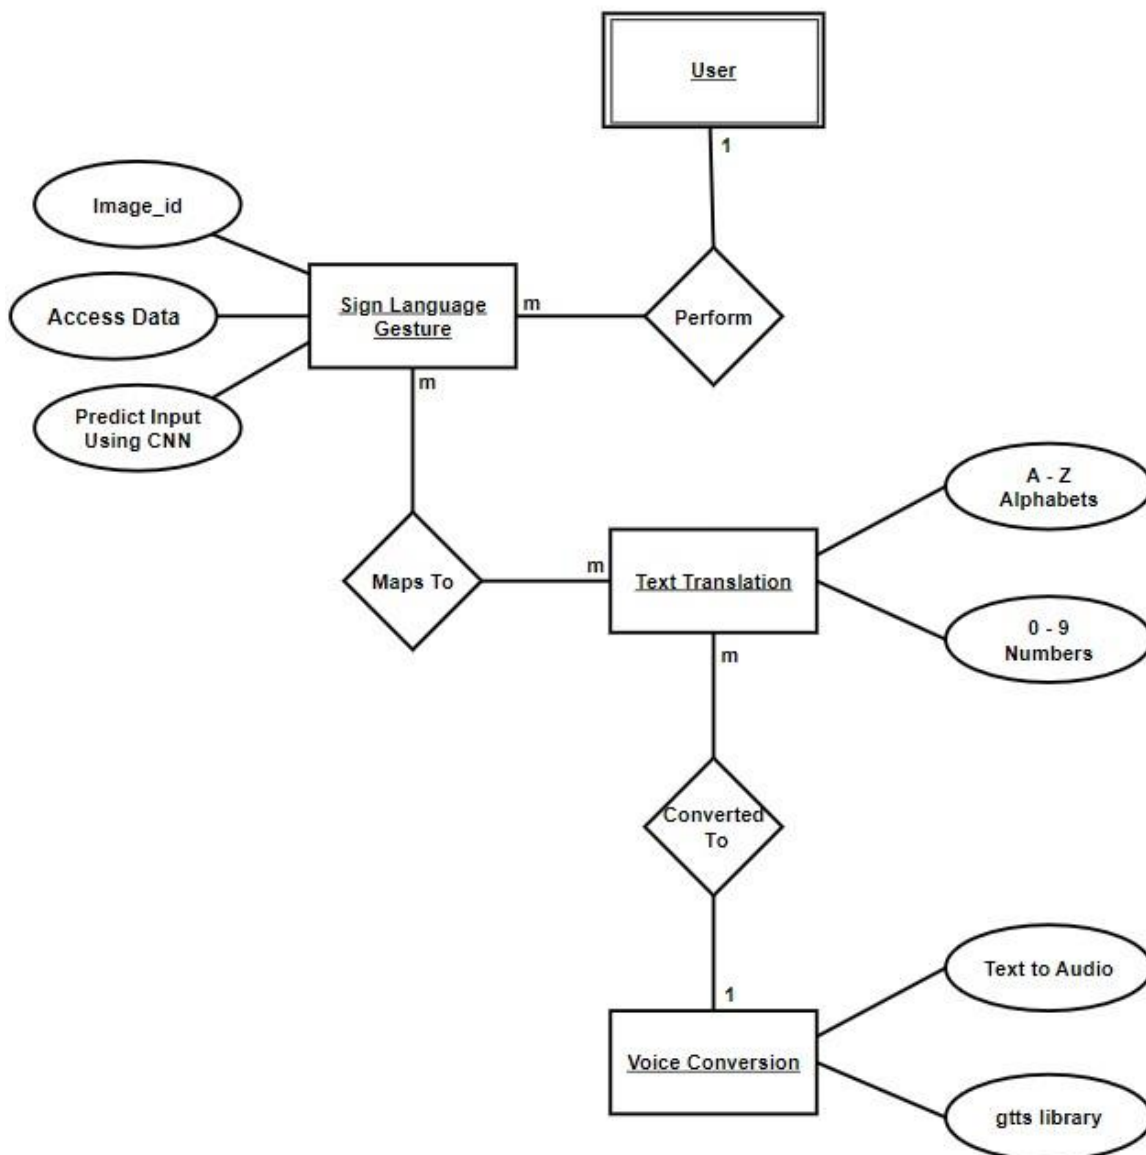 User
1
Image_id
Sign Language
Gesture
m
Perform
Access Data
m
Predict Input
Using CNN
A - Z
Alphabets
Maps To
m
Text Translation
0 - 9
Numbers
m
Converted
To
Text to Audio
1
Voice Conversion
gtts library